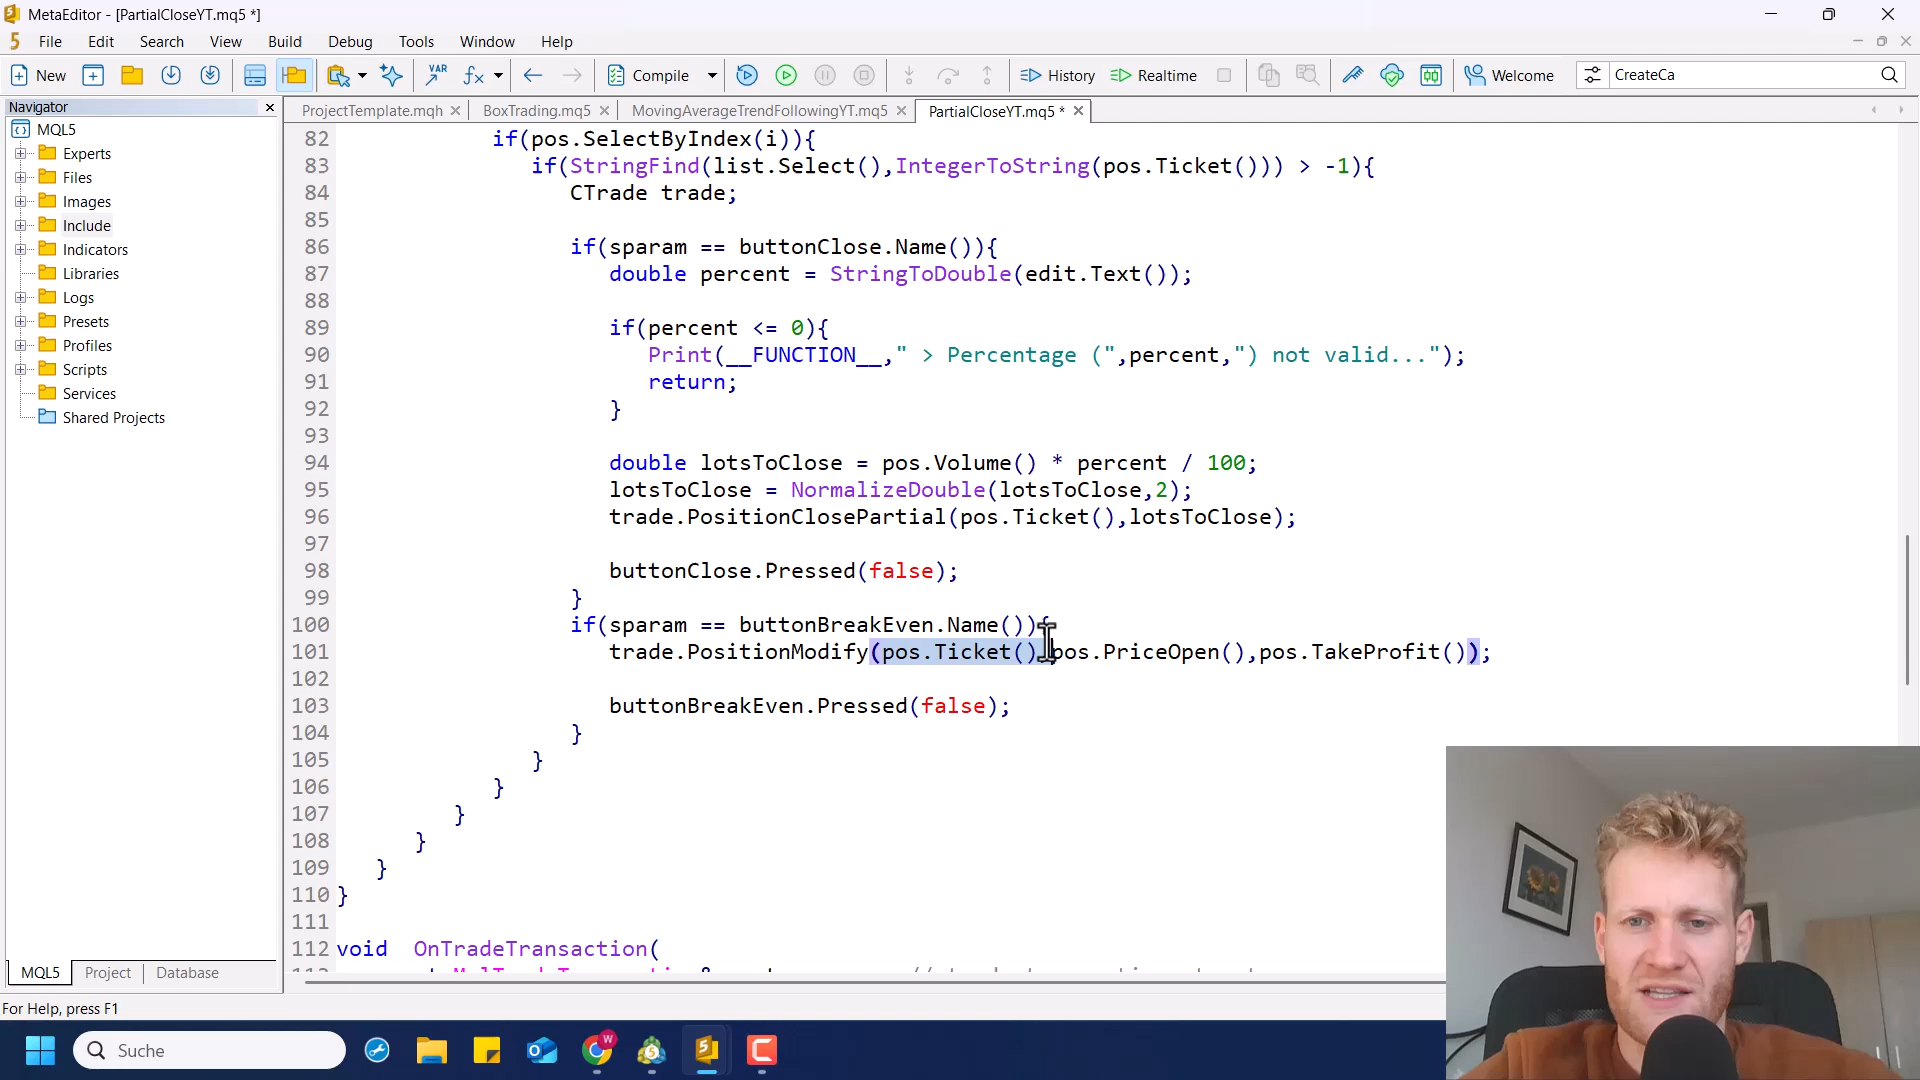 MetaEditor - [PartialCloseYT.mq5 *]
File Edit Search View Build Debug Tools Window Help
New Compile History Realtime Welcome CreateCa
Navigator
ProjectTemplate.mqh BoxTrading.mq5 MovingAverageTrendFollowingYT.mq5 PartialCloseYT.mq5 *
MQL5
Experts
Files
Images
Include
Indicators
Libraries
Logs
Presets
Profiles
Scripts
Services
Shared Projects
82 if(pos.SelectByIndex(i)){
83 if(StringFind(list.Select(),IntegerToString(pos.Ticket())) > -1){
84 CTrade trade;
85
86 if(sparam == buttonClose.Name()){
87 double percent = StringToDouble(edit.Text());
88
89 if(percent <= 0){
90 Print(__FUNCTION__," > Percentage (",percent,") not valid...");
91 return;
92 }
93
94 double lotsToClose = pos.Volume() * percent / 100;
95 lotsToClose = NormalizeDouble(lotsToClose,2);
96 trade.PositionClosePartial(pos.Ticket(),lotsToClose);
97
98 buttonClose.Pressed(false);
99 }
100 if(sparam == buttonBreakEven.Name()){
101 trade.PositionModify(pos.Ticket(),pos.PriceOpen(),pos.TakeProfit());
102
103 buttonBreakEven.Pressed(false);
104 }
105 }
106 }
107 }
108 }
109 }
110 }
111
112 void OnTradeTransaction(
MQL5 Project Database
For Help, press F1
Suche